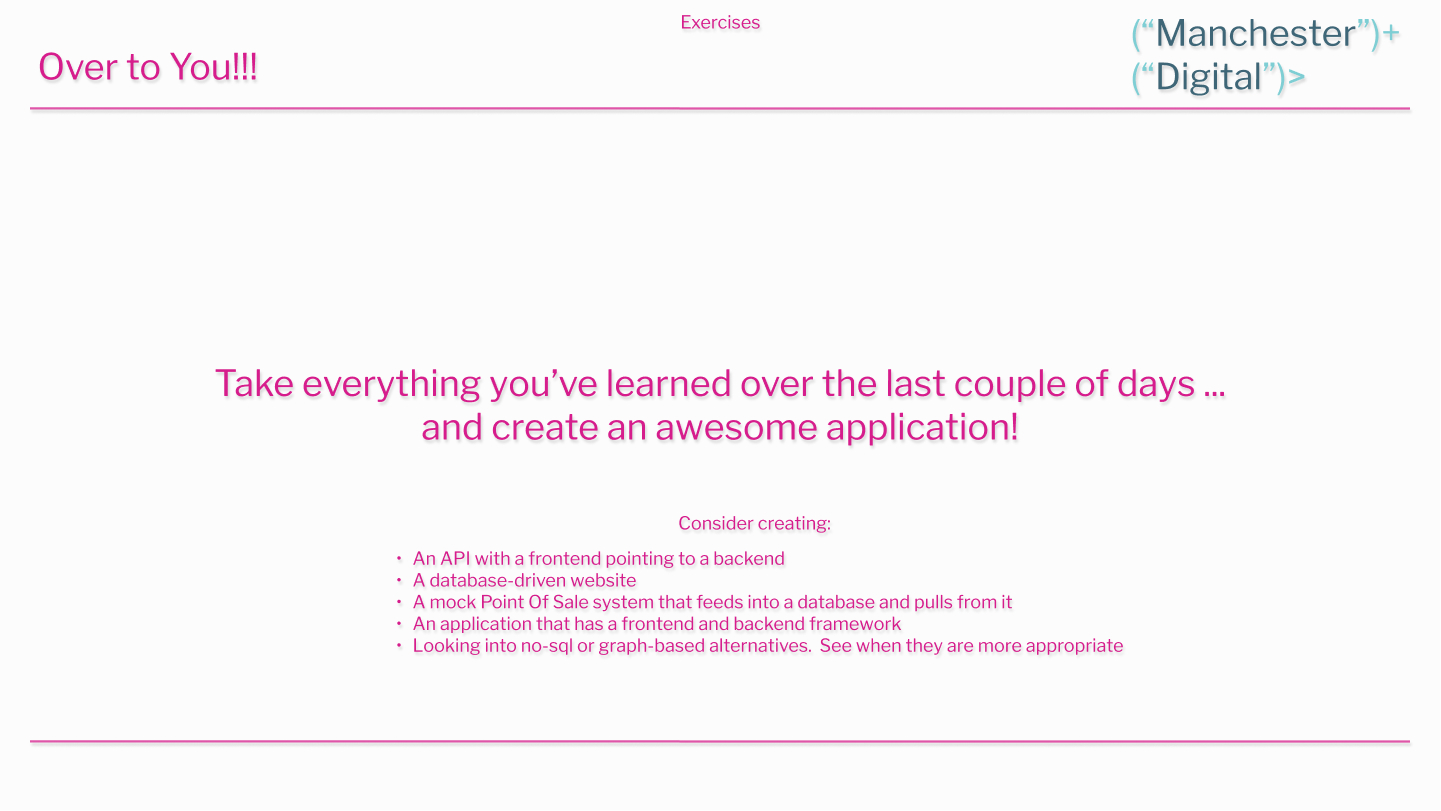 Exercises
Over to You!!!
(“Manchester”)+
(“Digital”)>
Take everything you’ve learned over the last couple of days ...
and create an awesome application!
Consider creating:
• An API with a frontend pointing to a backend
• A database-driven website
• A mock Point Of Sale system that feeds into a database and pulls from it
• An application that has a frontend and backend framework
• Looking into no-sql or graph-based alternatives.  See when they are more appropriate